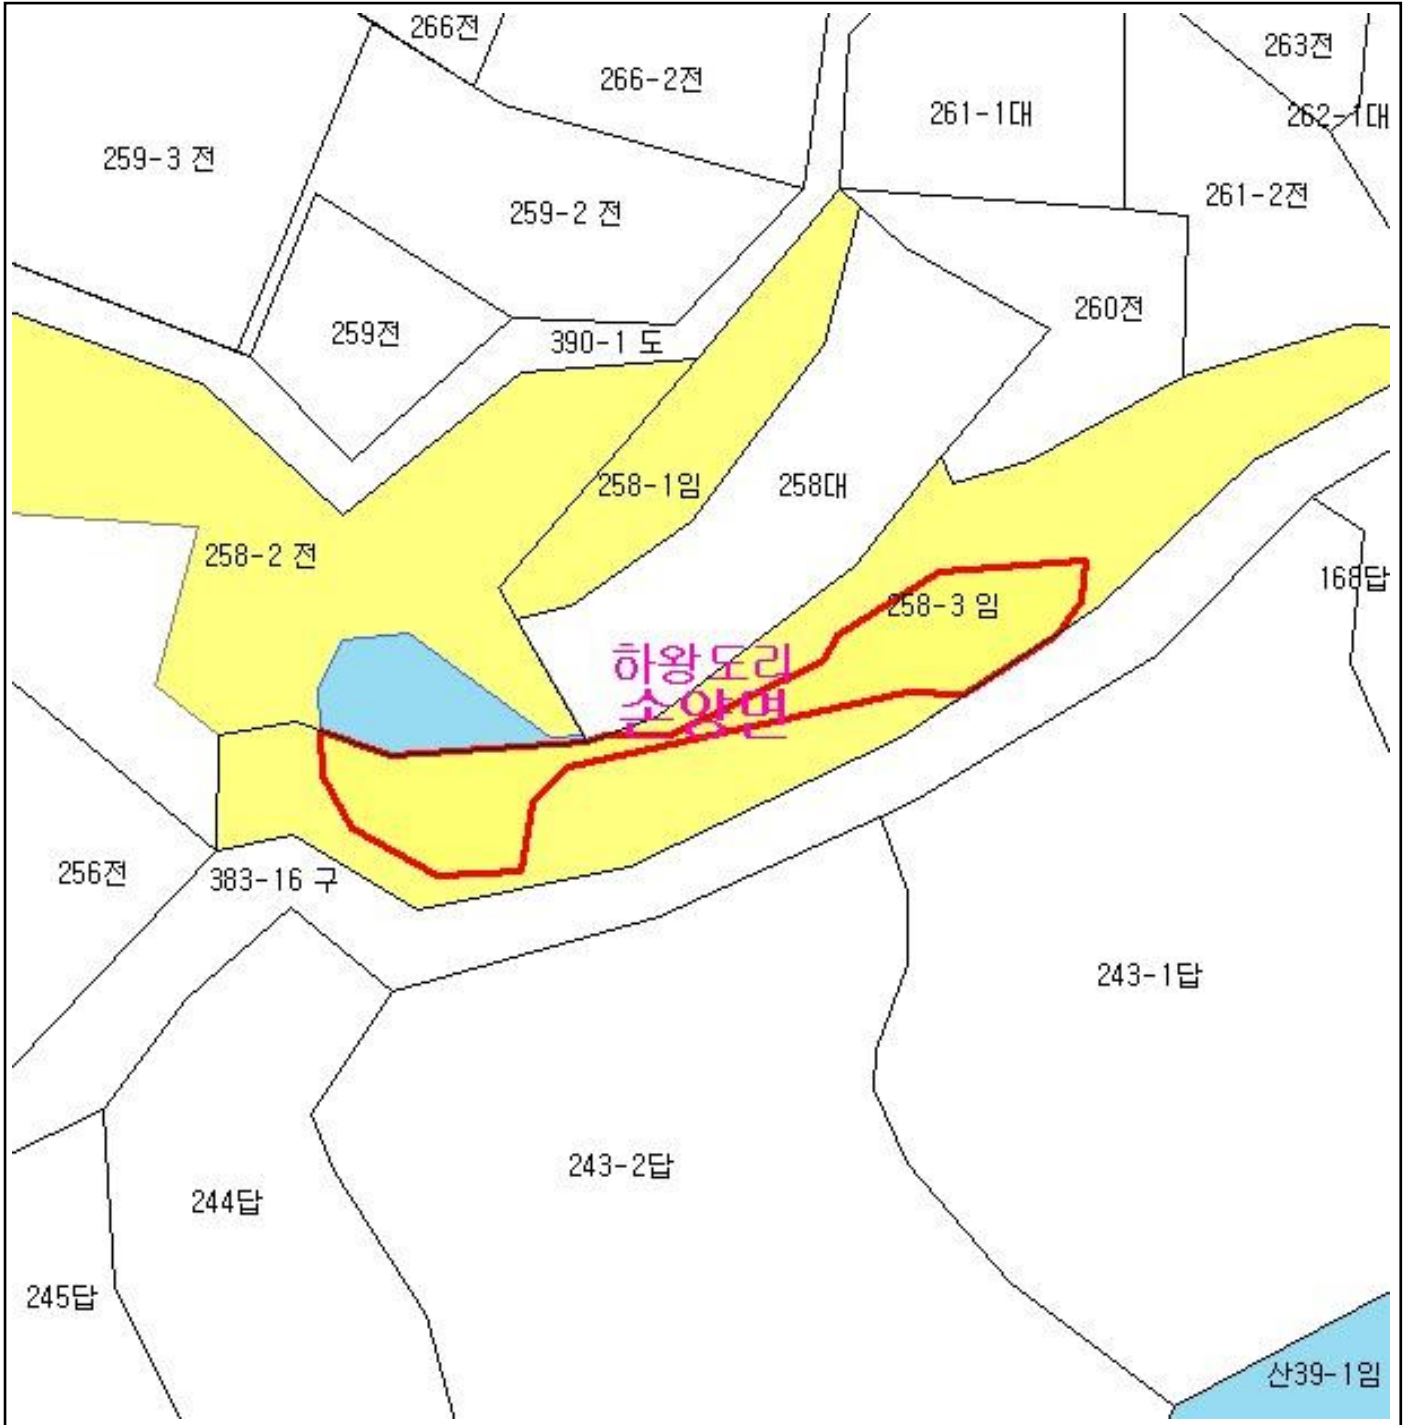 266전
263전
266-2전
261-1대
262-1대
259-3 전
261-2전
259-2 전
260전
259전
390-1 도
258-1임
258대
258-2 전
168답
258-3 임
하왕도리
손양면
256전
383-16 구
243-1답
243-2답
244답
245답
산39-1임